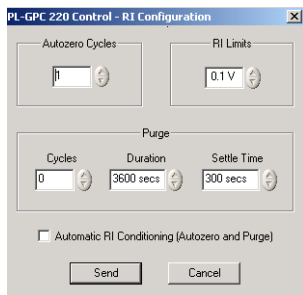 PL-GPC 220 Control - RI Configuration
Autozero Cycles
RI Limits
1
0.1 V
Purge
Cycles Duration Settle Time
0 3600 secs 300 secs
Automatic RI Conditioning (Autozero and Purge)
Send Cancel